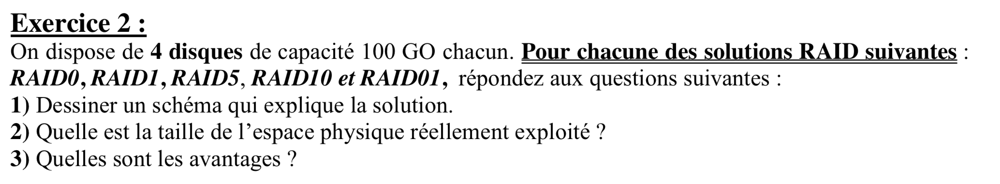 Exercice 2 :
On dispose de 4 disques de capacité 100 GO chacun. Pour chacune des solutions RAID suivantes :
RAID0, RAID1, RAID5, RAID10 et RAID01, répondez aux questions suivantes :
1) Dessiner un schéma qui explique la solution.
2) Quelle est la taille de l’espace physique réellement exploité ?
3) Quelles sont les avantages ?